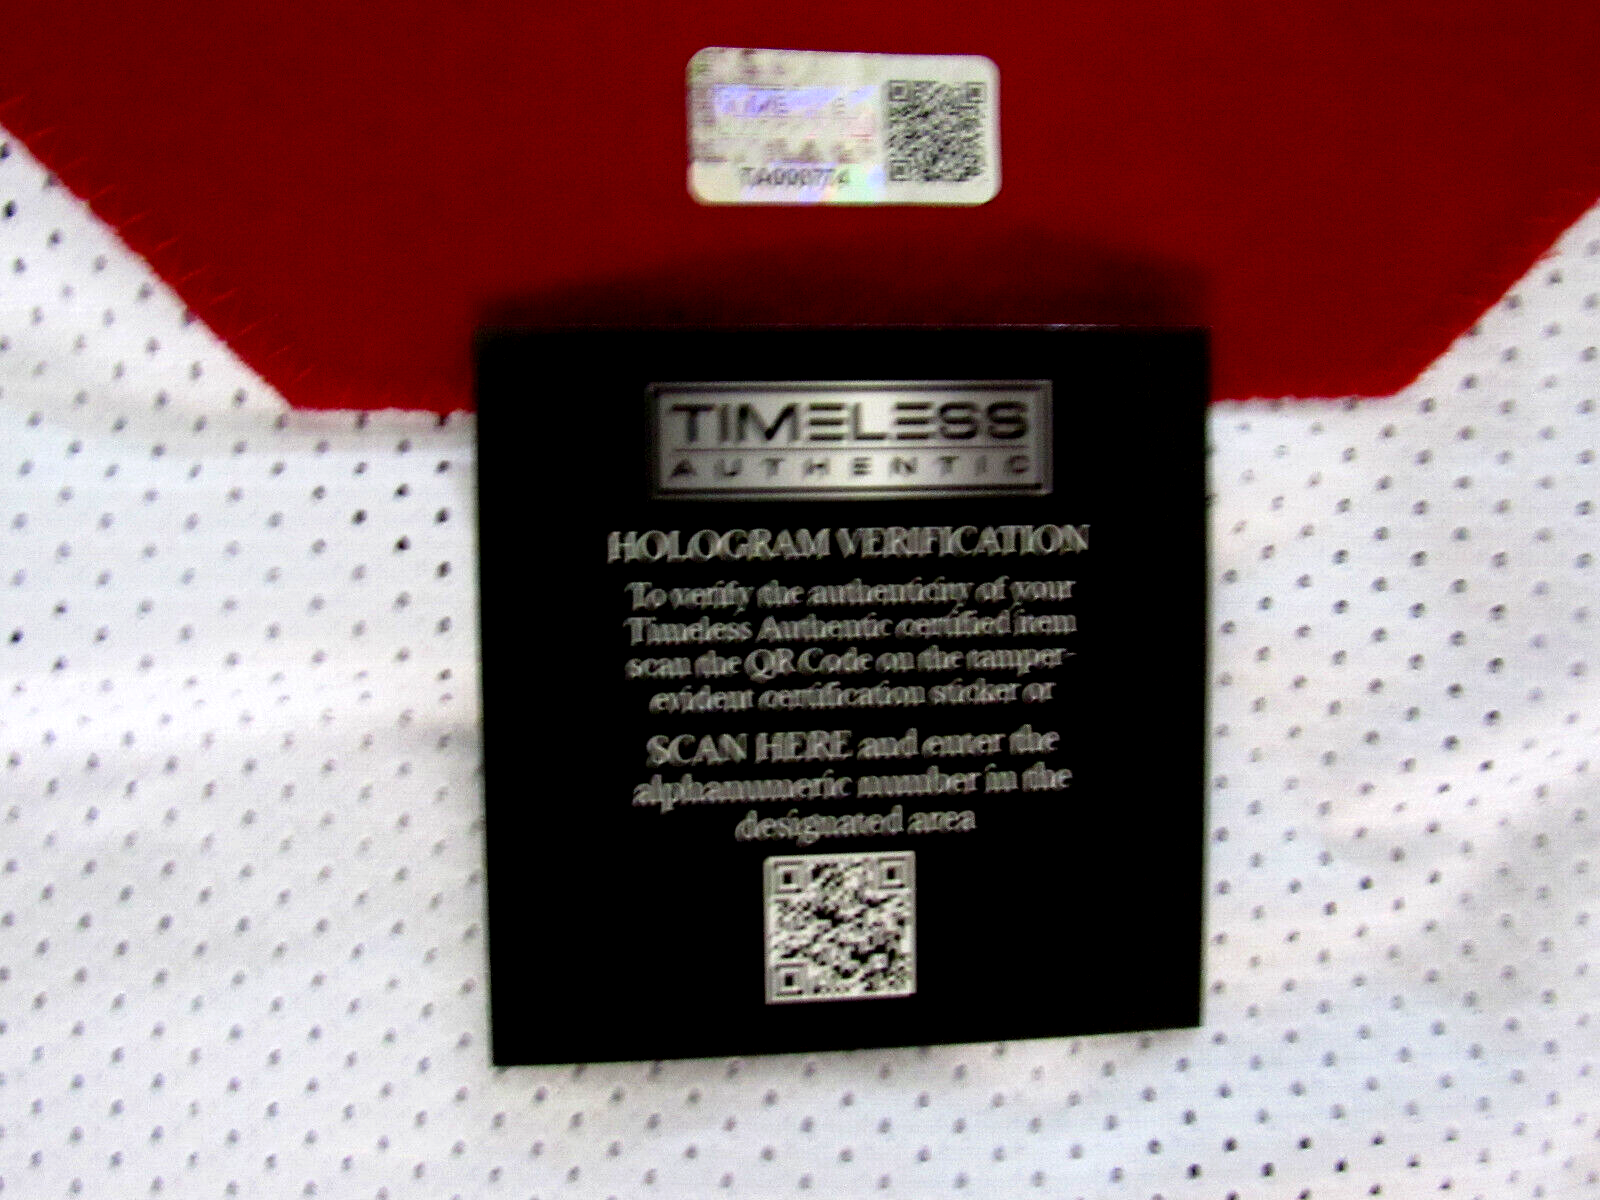 TIMELESS
AUTHENTIC
HOLOGRAM VERIFICATION
To verify the authenticity of your
Timeless Authentic certified item
scan the QR Code on the tamper-
evident certification sticker or
SCAN HERE and enter the
alphanumeric number in the
designated area